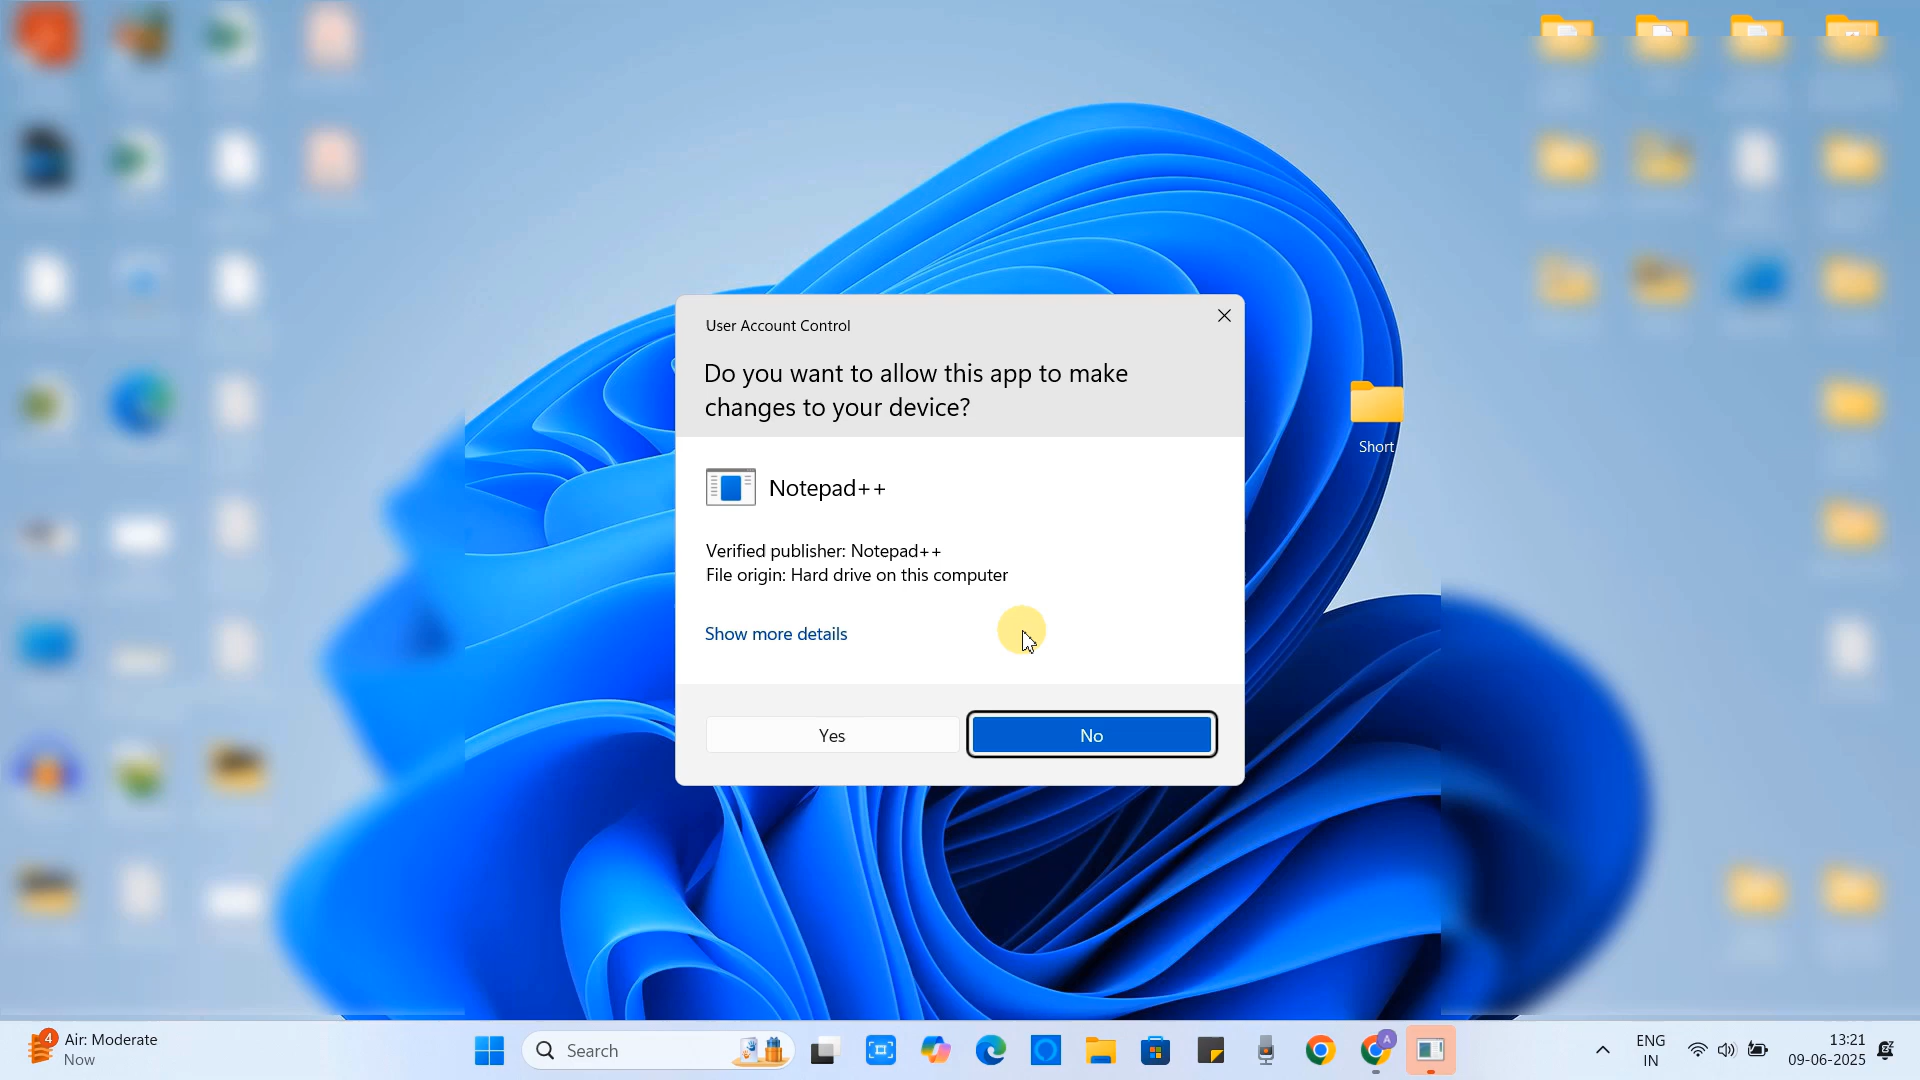 User Account Control
Do you want to allow this app to make
changes to your device?
Notepad++
Verified publisher: Notepad++
File origin: Hard drive on this computer
Show more details
Yes
No
Short
4
Air: Moderate
Now
Search
A
ENG
IN
13:21
09-06-2025